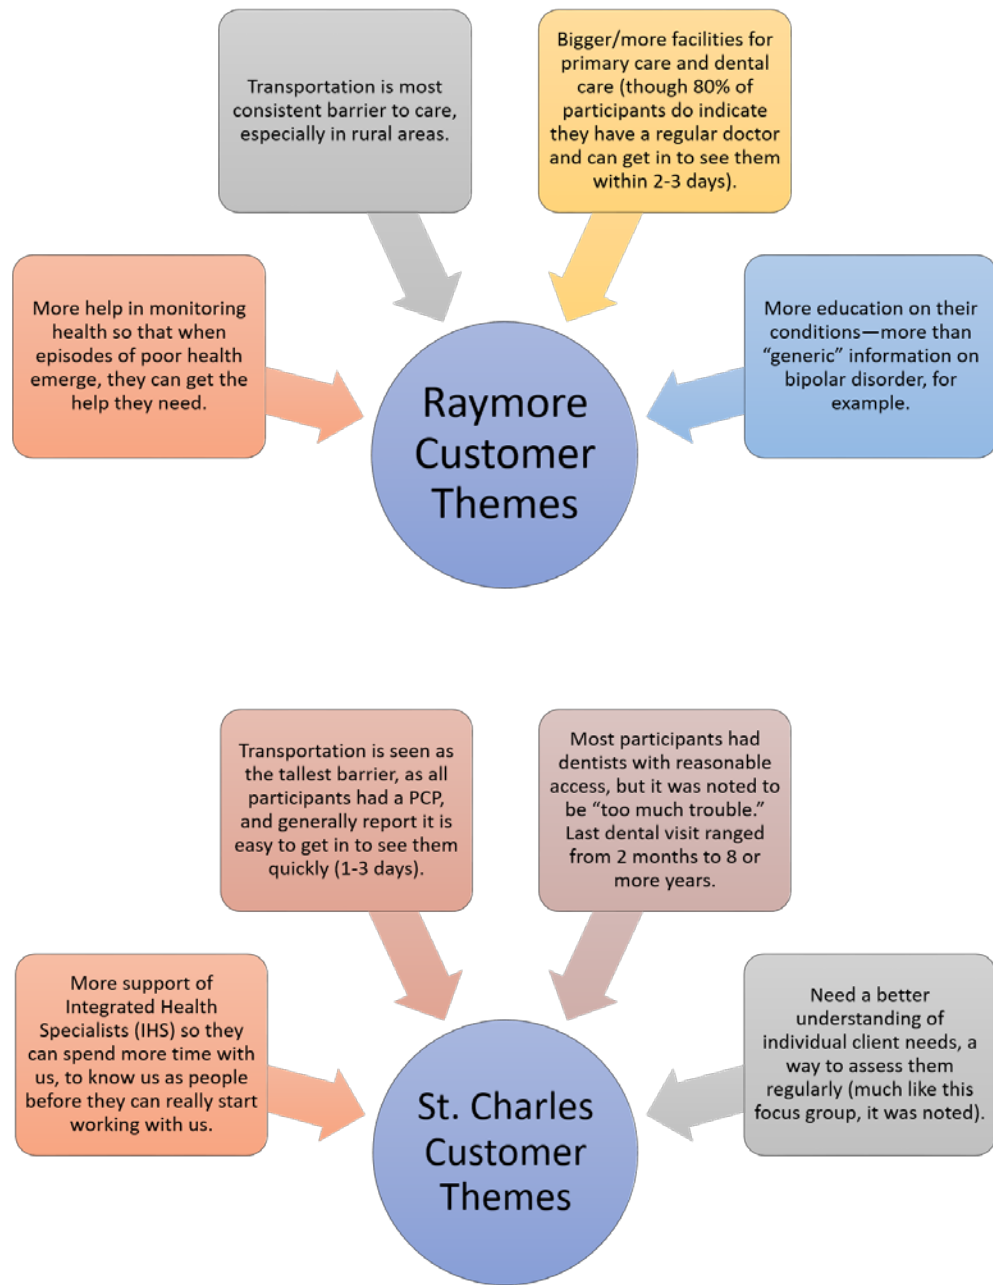 Transportation is most
consistent barrier to care,
especially in rural areas.
Bigger/more facilities for
primary care and dental
care (though 80% of
participants do indicate
they have a regular doctor
and can get in to see them
within 2-3 days).
More help in monitoring
health so that when
episodes of poor health
emerge, they can get the
help they need.
More education on their
conditions—more than
“generic” information on
bipolar disorder, for
example.
Raymore
Customer
Themes
Transportation is seen as
the tallest barrier, as all
participants had a PCP,
and generally report it is
easy to get in to see them
quickly (1-3 days).
Most participants had
dentists with reasonable
access, but it was noted to
be “too much trouble.”
Last dental visit ranged
from 2 months to 8 or
more years.
More support of
Integrated Health
Specialists (IHS) so they
can spend more time with
us, to know us as people
before they can really start
working with us.
Need a better
understanding of
individual client needs, a
way to assess them
regularly (much like this
focus group, it was noted).
St. Charles
Customer
Themes